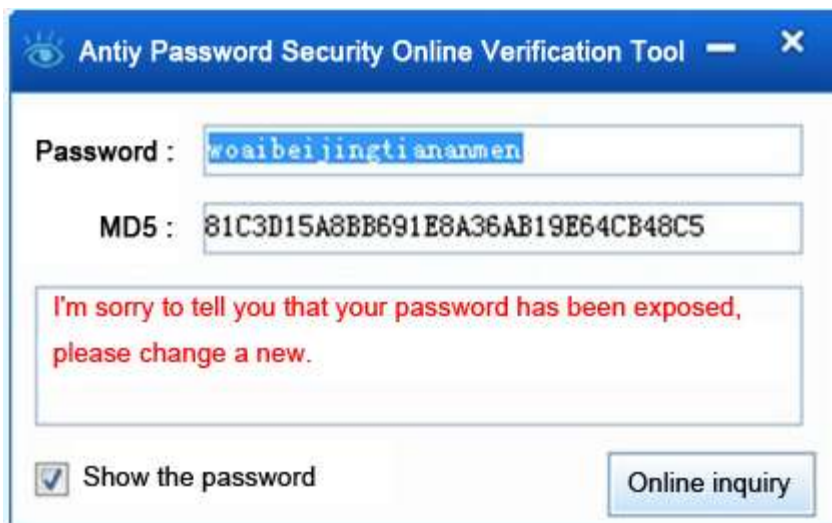 Antiy Password Security Online Verification Tool
Password : woaibeijingtiananmen
MD5 : 81C3D15A8BB691E8A36AB19E64CB48C5
I'm sorry to tell you that your password has been exposed,
please change a new.
Show the password
Online inquiry